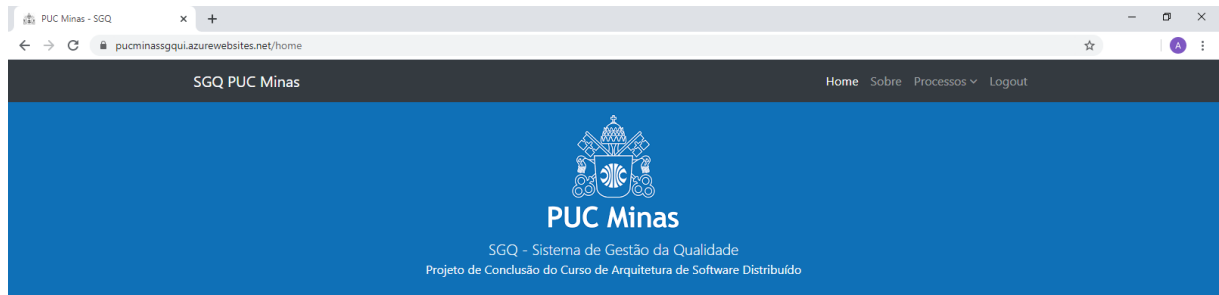 PUC Minas - SGQ
pucminassgqui.azurewebsites.net/home
A
SGQ PUC Minas
Home Sobre Processos Logout
PUC Minas
SGQ - Sistema de Gestão da Qualidade
Projeto de Conclusão do Curso de Arquitetura de Software Distribuído